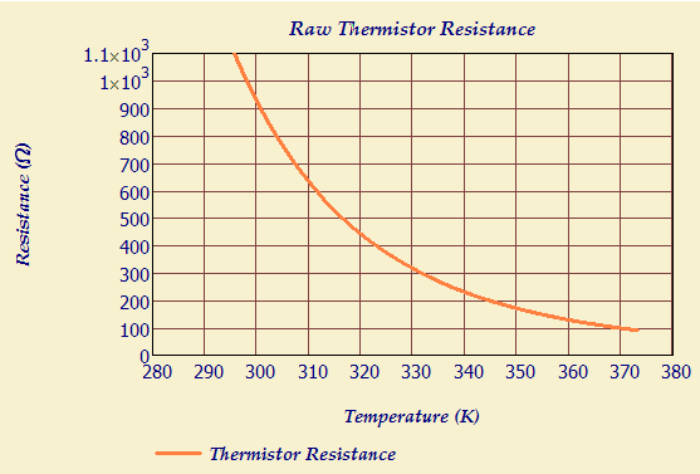 Raw Thermistor Resistance
1.1×10³
1×10³
900
800
700
600
500
400
300
200
100
0
Resistance (Ω)
280 290 300 310 320 330 340 350 360 370 380
Temperature (K)
Thermistor Resistance